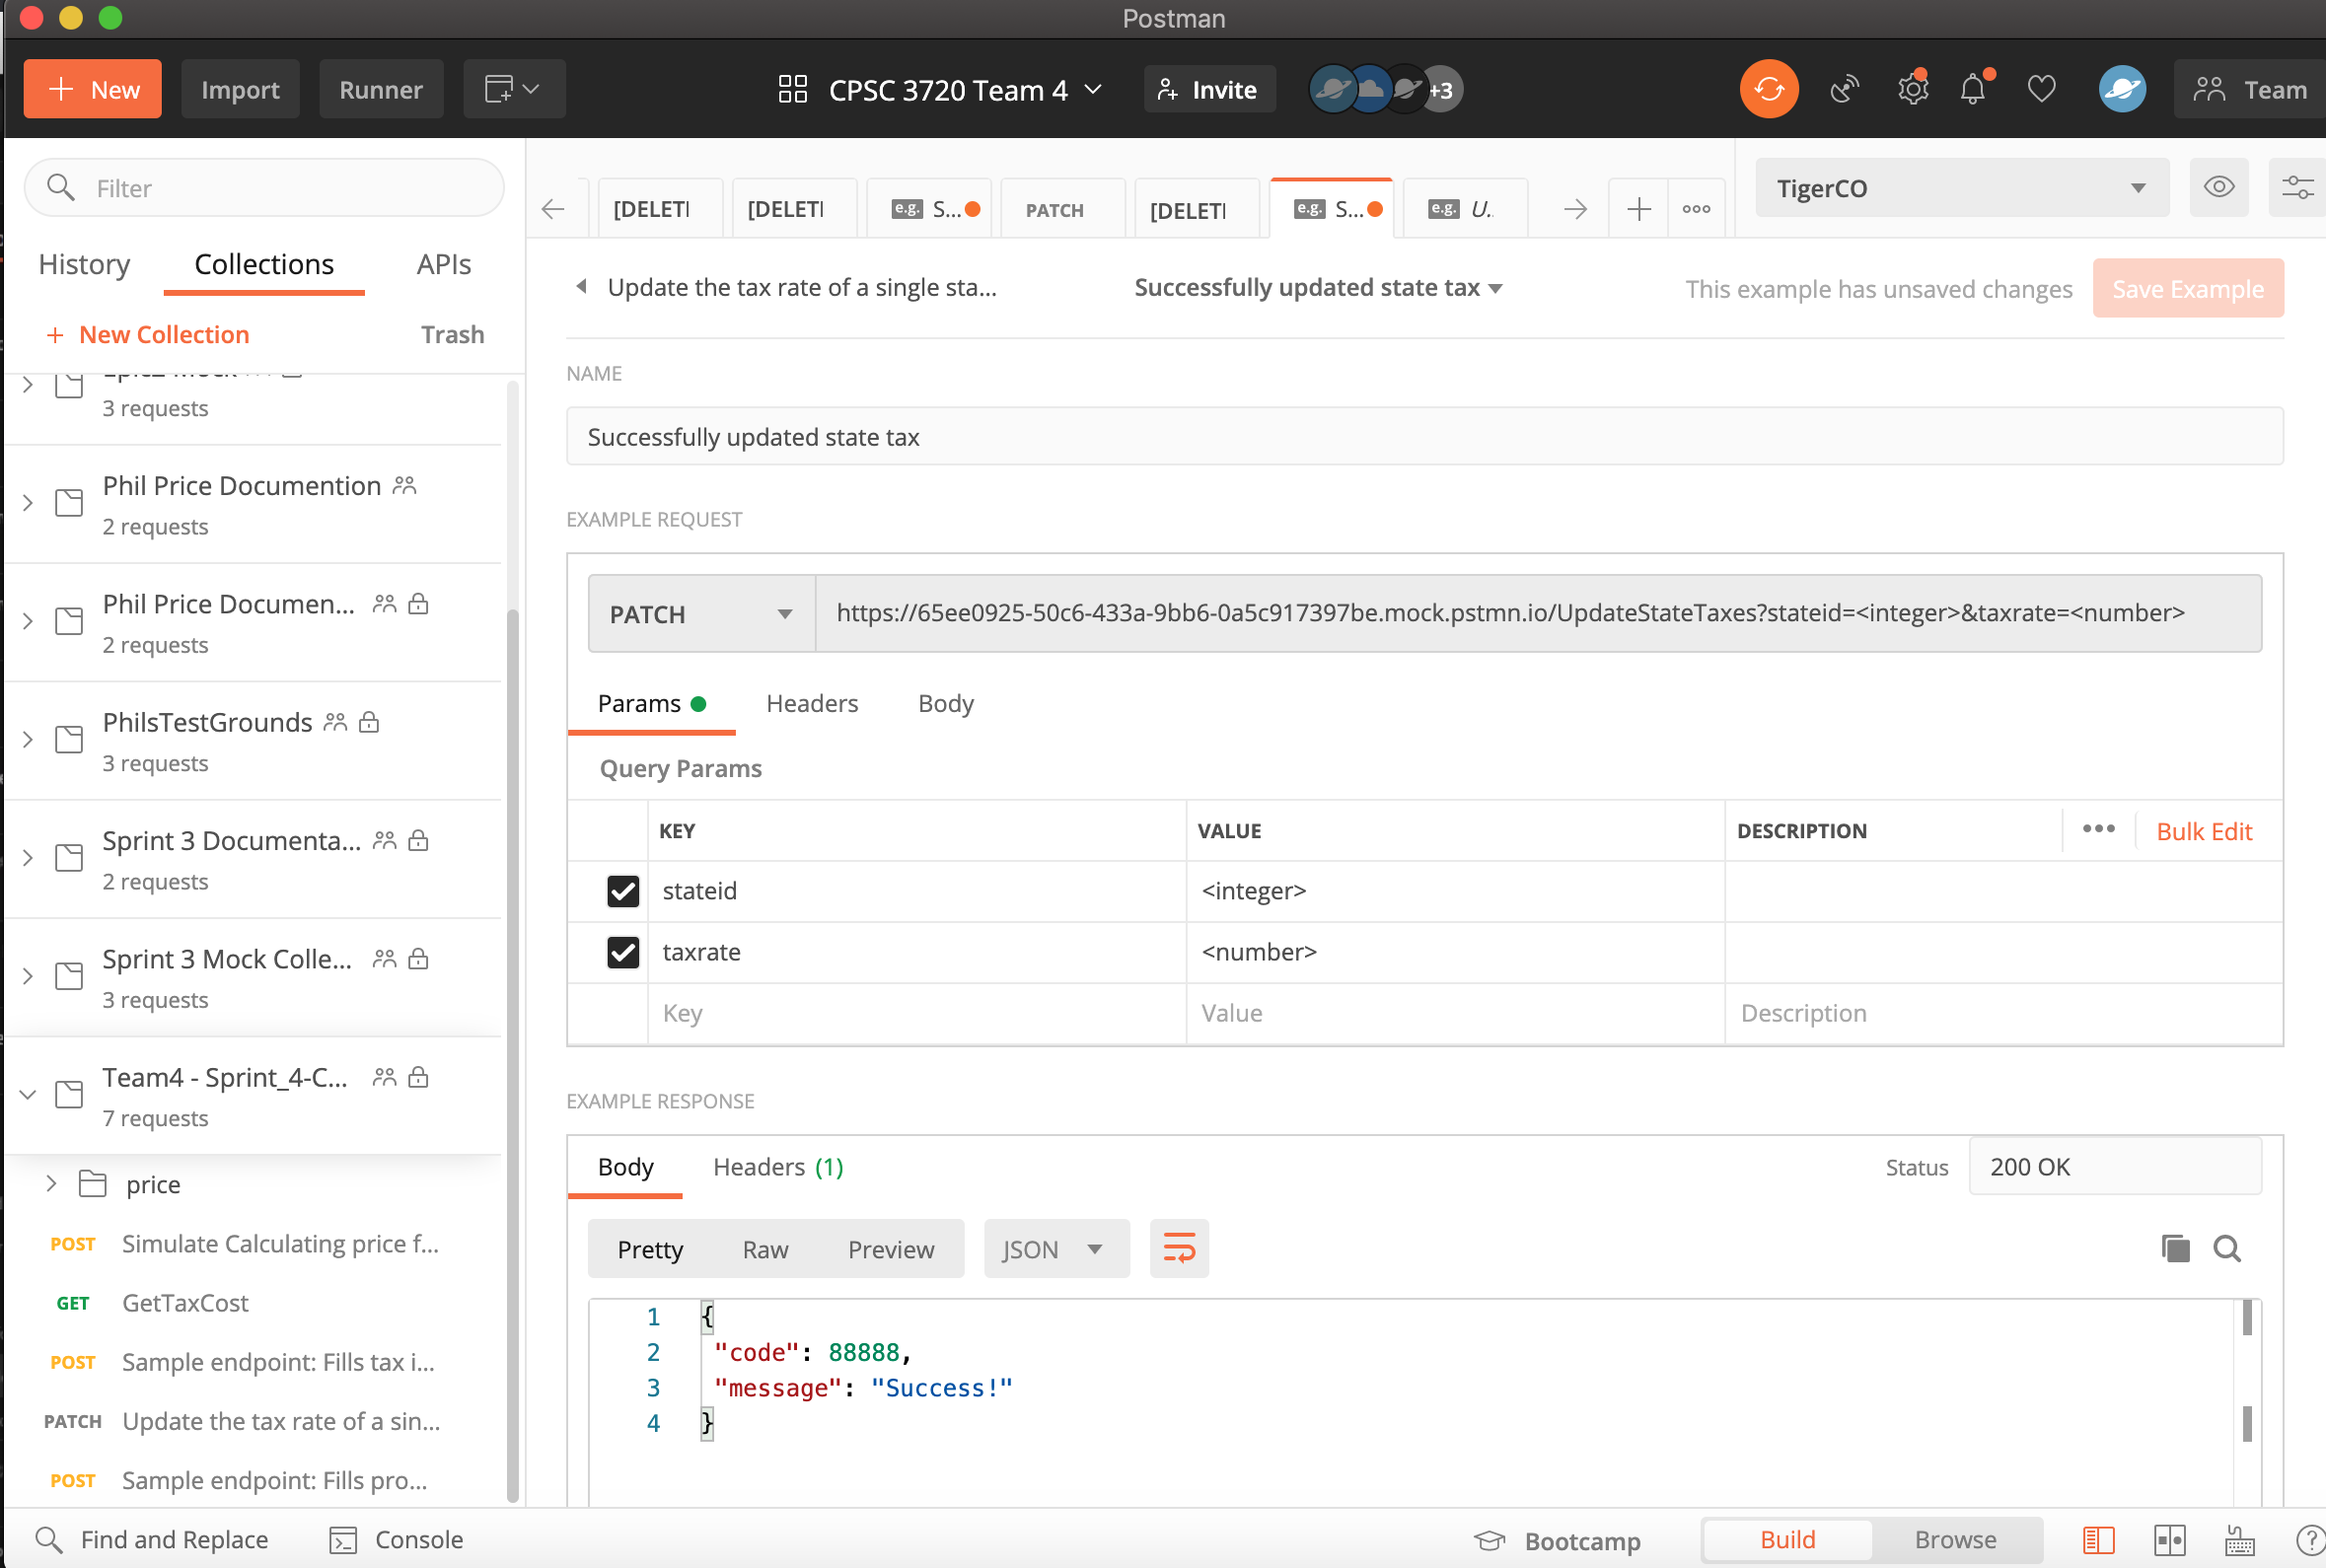 Postman
New
Import
Runner
CPSC 3720 Team 4
Invite
+3
Team
Filter
History
Collections
APIs
+ New Collection
Trash
3 requests
Phil Price Documention
2 requests
Phil Price Documen...
2 requests
PhilsTestGrounds
3 requests
Sprint 3 Documenta...
2 requests
Sprint 3 Mock Colle...
3 requests
Team4 - Sprint_4-C...
7 requests
price
POST Simulate Calculating price f...
GET GetTaxCost
POST Sample endpoint: Fills tax i...
PATCH Update the tax rate of a sin...
POST Sample endpoint: Fills pro...
[DELETI
[DELETI
e.g. S...
PATCH
[DELETI
e.g. S...
e.g. U.
TigerCO
Update the tax rate of a single sta...
Successfully updated state tax
This example has unsaved changes
Save Example
NAME
Successfully updated state tax
EXAMPLE REQUEST
PATCH
https://65ee0925-50c6-433a-9bb6-0a5c917397be.mock.pstmn.io/UpdateStateTaxes?stateid=<integer>&taxrate=<number>
Params
Headers
Body
Query Params
KEY VALUE DESCRIPTION
Bulk Edit
stateid <integer>
taxrate <number>
Key Value Description
EXAMPLE RESPONSE
Body
Headers (1)
Status
200 OK
Pretty
Raw
Preview
JSON
1 {
2 "code": 88888,
3 "message": "Success!"
4 }
Find and Replace
Console
Bootcamp
Build
Browse